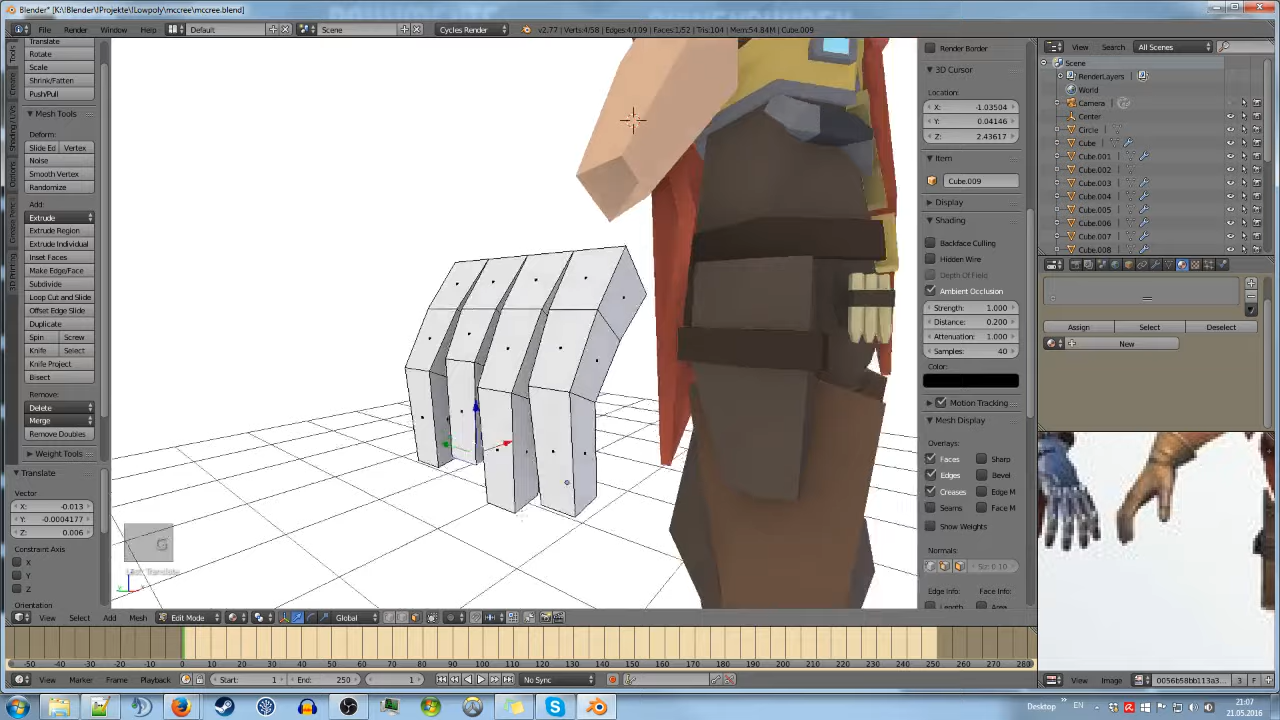 Blender* [K:\!Blender\!Projekte\!Lowpoly\mccree\mccree.blend]
File Render Window Help Default Scene Cycles Render v2.77 | Verts:4/58 | Edges:4/109 | Faces:1/52 | Tris:104 | Mem:54.84M | Cube.009
Translate
Rotate
Scale
Shrink/Fatten
Push/Pull
Mesh Tools
Deform:
Slide Ed Vertex
Noise
Smooth Vertex
Randomize
Add:
Extrude
Extrude Region
Extrude Individual
Inset Faces
Make Edge/Face
Subdivide
Loop Cut and Slide
Offset Edge Slide
Duplicate
Spin Screw
Knife Select
Knife Project
Bisect
Remove:
Delete
Merge
Remove Doubles
Weight Tools
Translate
Vector
X: -0.013
Y: -0.0004177
Z: 0.006
Constraint Axis
X
Y
Z
Orientation
Tools
Create
Options
3D Printing
Render Border
3D Cursor
Location:
X: -1.03504
Y: 0.04146
Z: 2.43617
Item
Cube.009
Display
Shading
Backface Culling
Hidden Wire
Depth Of Field
Ambient Occlusion
Strength: 1.000
Distance: 0.200
Attenuation: 1.000
Samples: 40
Color:
Motion Tracking
Mesh Display
Overlays:
Faces Sharp
Edges Bevel
Creases Edge M
Seams Face M
Show Weights
Normals:
Edge Info: Face Info:
View Search All Scenes
Scene
RenderLayers
World
Camera
Center
Circle
Cube
Cube.001
Cube.002
Cube.003
Cube.004
Cube.005
Cube.006
Cube.007
Cube.008
Assign Select Deselect
New
View Select Add Mesh Edit Mode Global
-50 -40 -30 -20 -10 0 10 20 30 40 50 60 70 80 90 100 110 120 130 140 150 160 170 180 190 200 210 220 230 240 250 260 270 280
View Marker Frame Playback Start: 1 End: 250 1 No Sync
View Image 0056b58bb113a3... 3 F
Desktop
21:07
21.05.2016